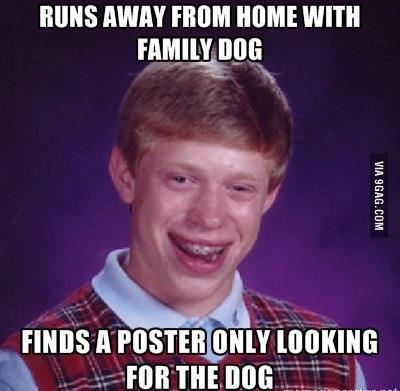 RUNS AWAY FROM HOME WITH
FAMILY DOG
VIA 9GAG.COM
FINDS A POSTER ONLY LOOKING
FOR THE DOG